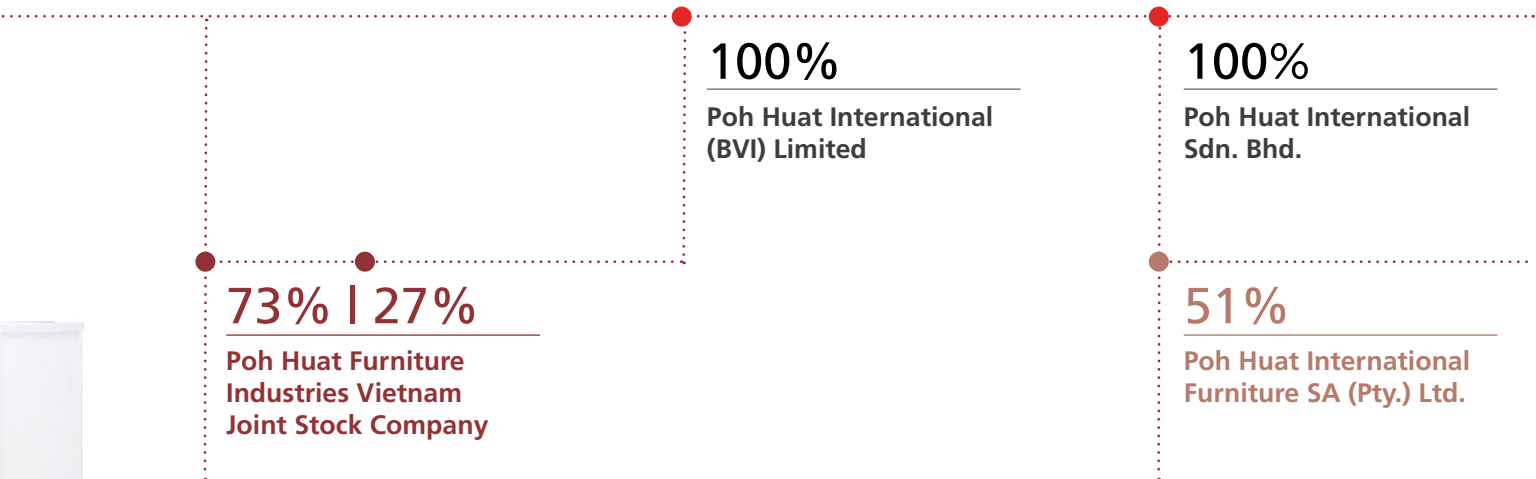 100%
Poh Huat International
(BVI) Limited
100%
Poh Huat International
Sdn. Bhd.
73% | 27%
Poh Huat Furniture
Industries Vietnam
Joint Stock Company
51%
Poh Huat International
Furniture SA (Pty.) Ltd.